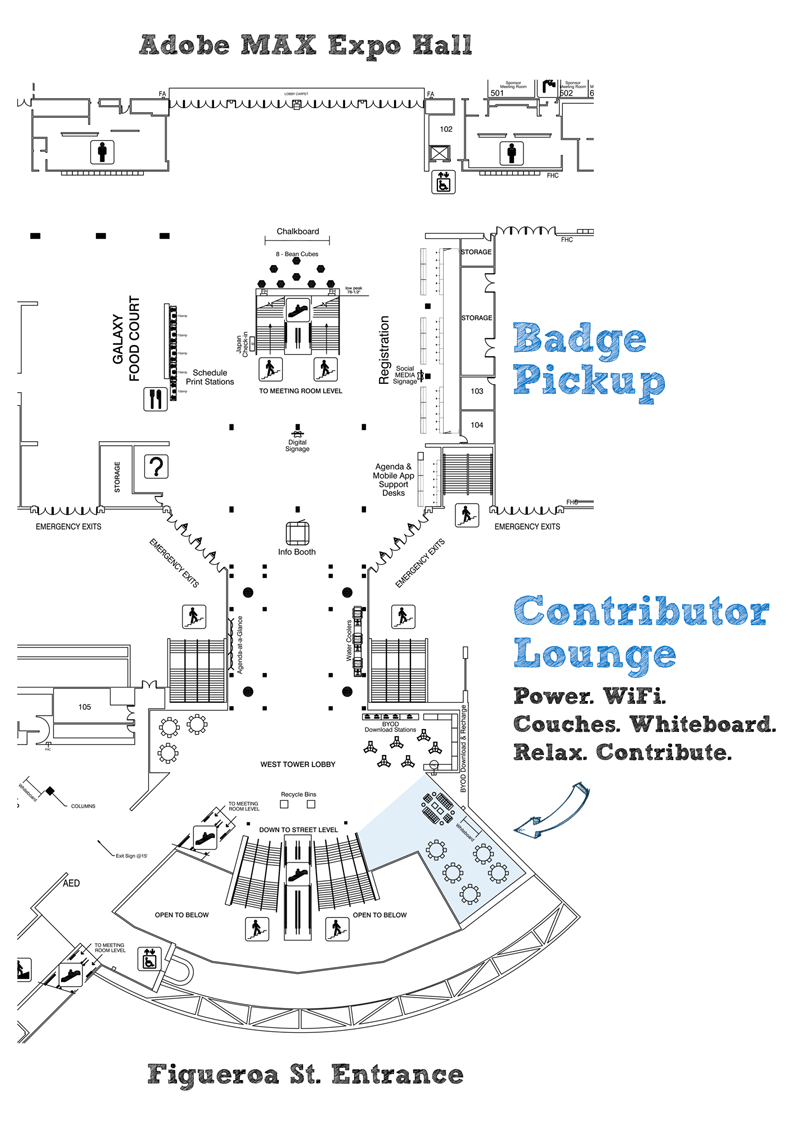 Adobe MAX Expo Hall
FA
LOBBY CARPET
FA
Sponsor
Meeting Room
501
Sponsor
Meeting Room
502
102
FHC
Chalkboard
8 - Bean Cubes
low peak
78-1/2"
FHC
STORAGE
STORAGE
GALAXY
FOOD COURT
Japan
Check-in
Registration
Schedule
Print Stations
Social
MEDIA
Signage
TO MEETING ROOM LEVEL
103
104
Badge
Pickup
Digital
Signage
STORAGE
?
Agenda &
Mobile App
Support
Desks
FHC
EMERGENCY EXITS
EMERGENCY EXITS
Info Booth
EMERGENCY EXITS
EMERGENCY EXITS
Agenda-at-a-Glance
Water Coolers
Contributor
Lounge
Power. WiFi.
Couches. Whiteboard.
Relax. Contribute.
105
BYOD
Download Stations
BYOD Download & Recharge
WEST TOWER LOBBY
Whiteboard
COLUMNS
Recycle Bins
TO MEETING
ROOM LEVEL
DOWN TO STREET LEVEL
Whiteboard
Exit Sign @15'
AED
OPEN TO BELOW
OPEN TO BELOW
TO MEETING
ROOM LEVEL
Figueroa St. Entrance